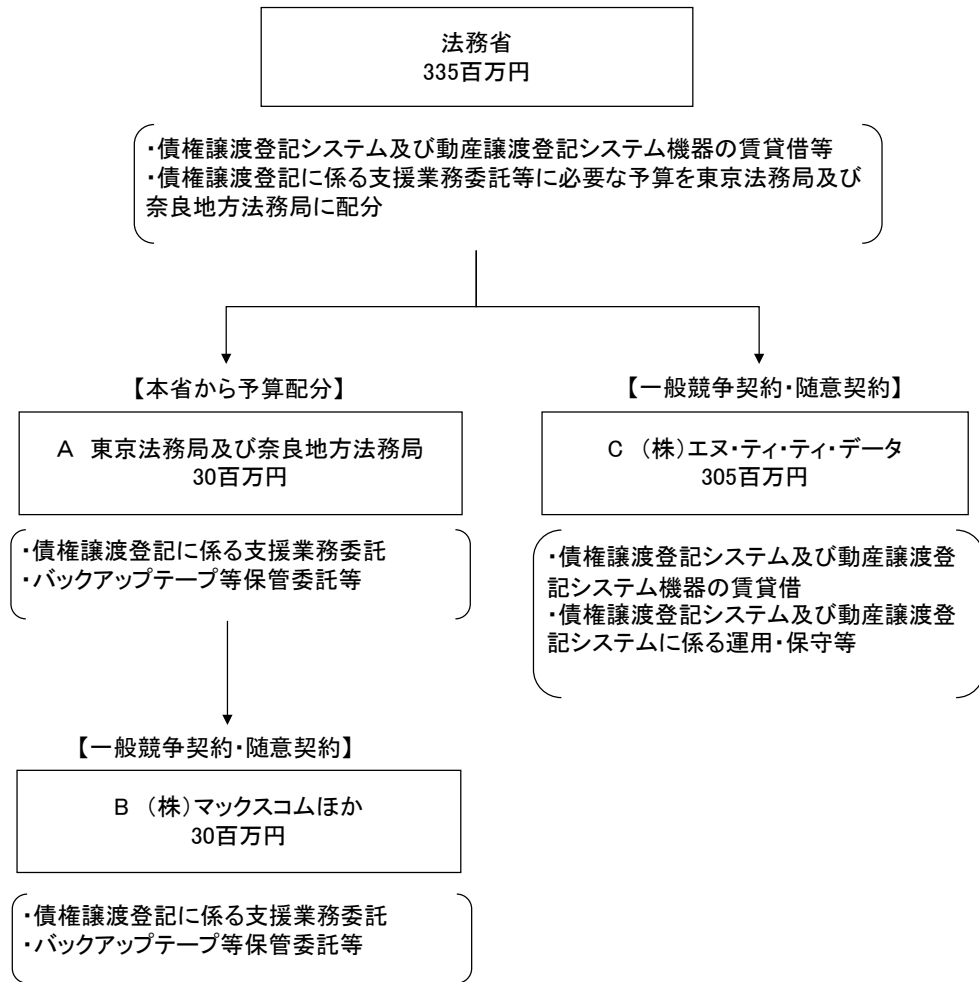 法務省
335百万円
・債権譲渡登記システム及び動産譲渡登記システム機器の賃貸借等
・債権譲渡登記に係る支援業務委託等に必要な予算を東京法務局及び
奈良地方法務局に配分
【本省から予算配分】
A　東京法務局及び奈良地方法務局
30百万円
・債権譲渡登記に係る支援業務委託
・バックアップテープ等保管委託等
【一般競争契約・随意契約】
C　（株）エヌ・ティ・ティ・データ
305百万円
・債権譲渡登記システム及び動産譲渡登
記システム機器の賃貸借
・債権譲渡登記システム及び動産譲渡登
記システムに係る運用・保守等
【一般競争契約・随意契約】
B　（株）マックスコムほか
30百万円
・債権譲渡登記に係る支援業務委託
・バックアップテープ等保管委託等